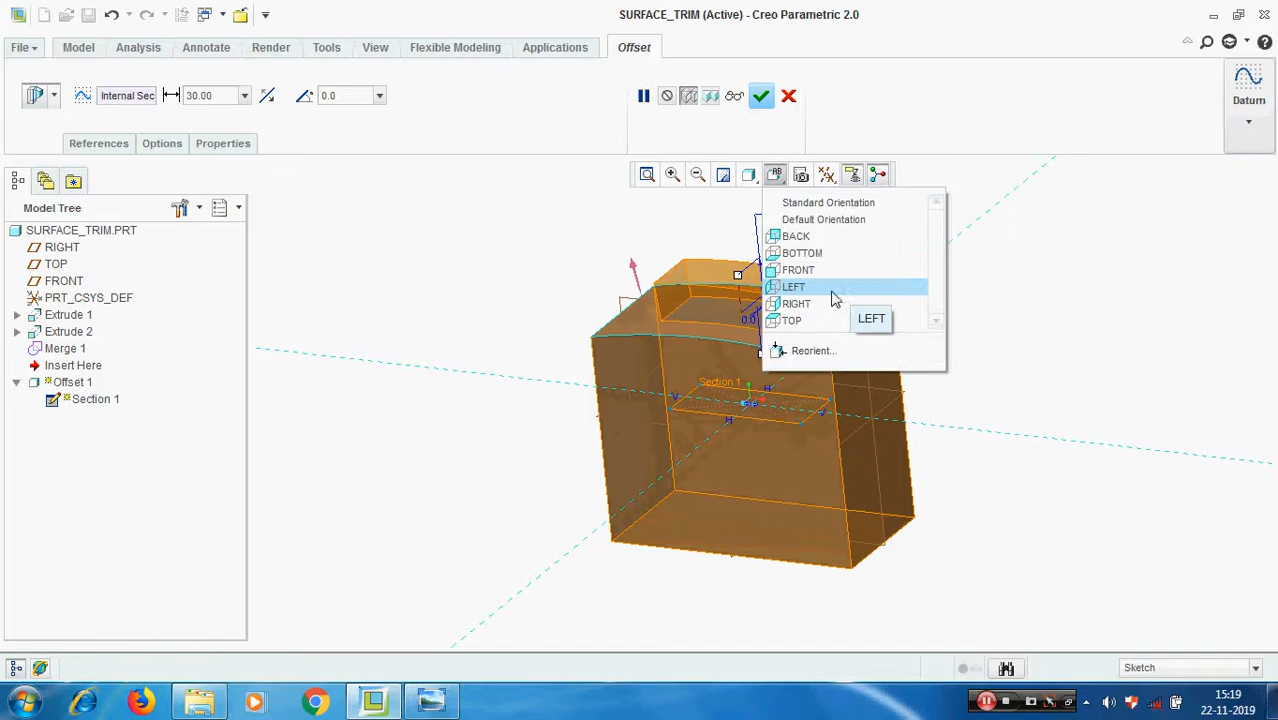 SURFACE_TRIM (Active) - Creo Parametric 2.0
File Model Analysis Annotate Render Tools View Flexible Modeling Applications Offset
Internal Sec 30.00 0.0
Datum
References Options Properties
Model Tree
SURFACE_TRIM.PRT
RIGHT
TOP
FRONT
PRT_CSYS_DEF
Extrude 1
Extrude 2
Merge 1
Insert Here
Offset 1
Section 1
Standard Orientation
Default Orientation
BACK
BOTTOM
FRONT
LEFT
RIGHT
TOP
Reorient...
LEFT
0.0
Section 1
H
V
V
H
Sketch
15:19
22-11-2019